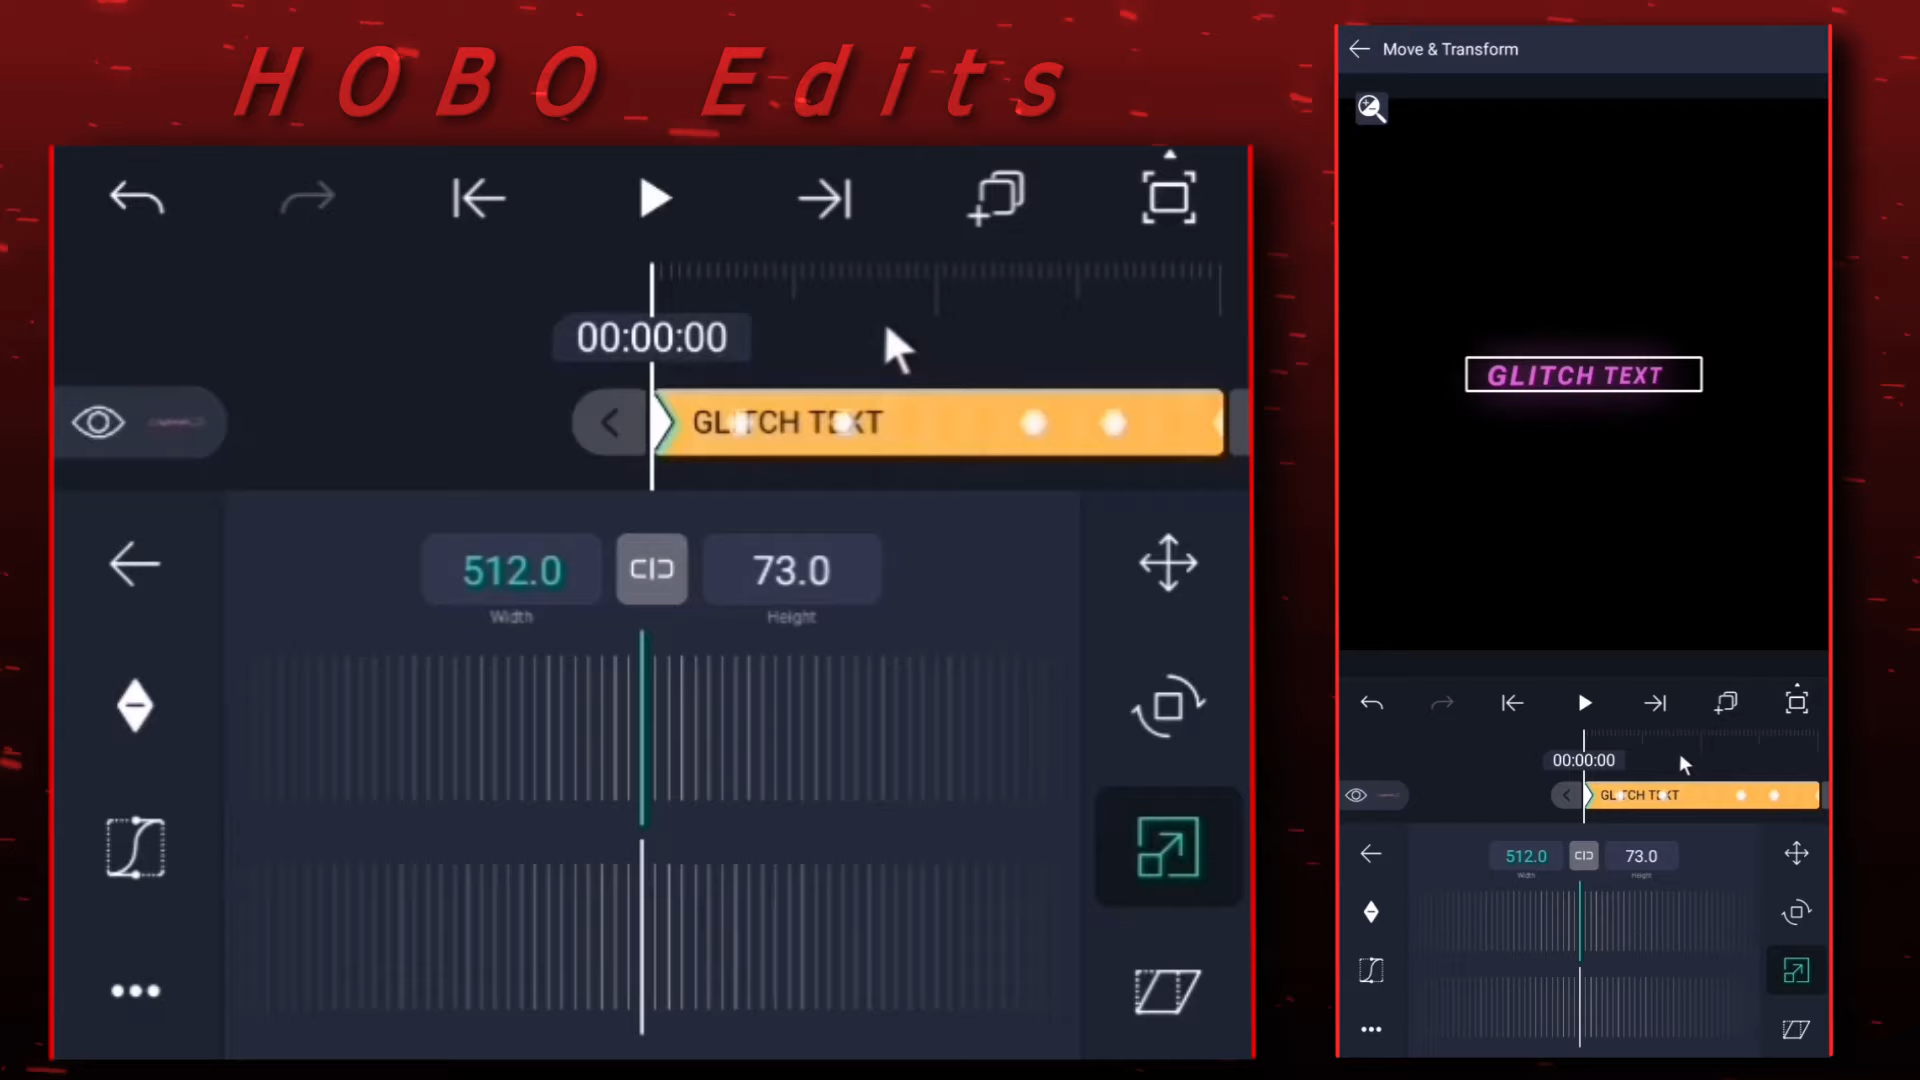 HOBO Edits
00:00:00
GLITCH TEXT
512.0
73.0
Width
Height
Move & Transform
GLITCH TEXT
00:00:00
GLITCH TEXT
512.0
73.0
Width
Height